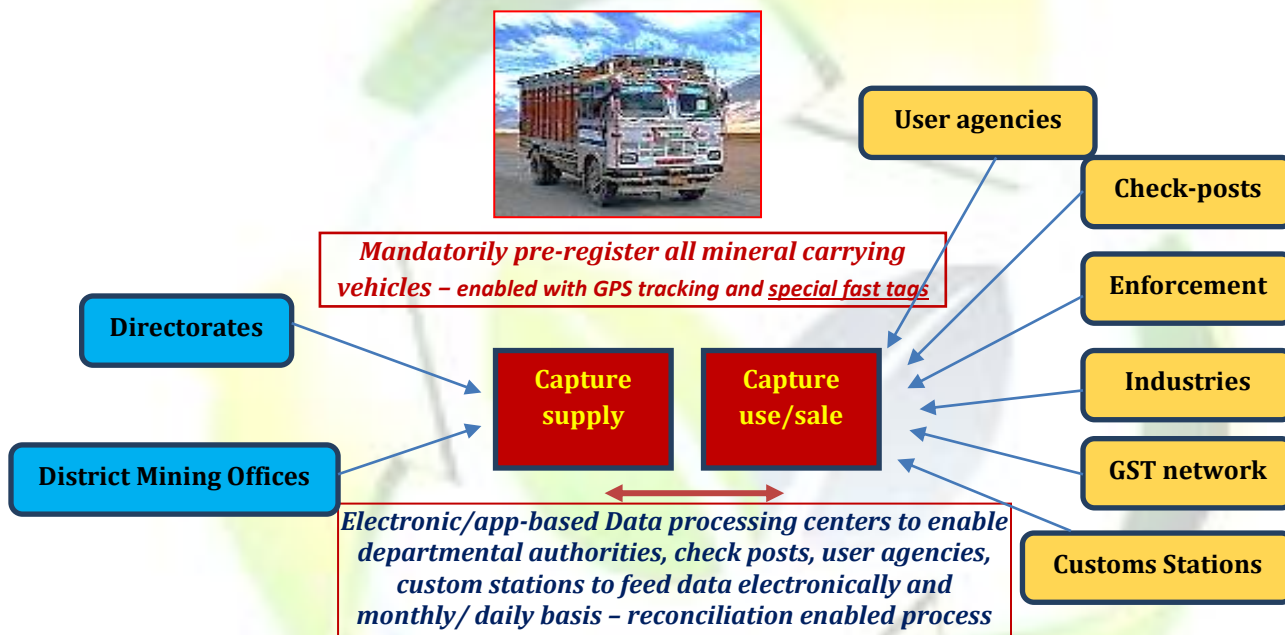 User agencies
Check-posts
Mandatorily pre-register all mineral carrying
vehicles – enabled with GPS tracking and special fast tags
Enforcement
Directorates
Capture
supply
Capture
use/sale
Industries
District Mining Offices
GST network
Electronic/app-based Data processing centers to enable
departmental authorities, check posts, user agencies,
custom stations to feed data electronically and
monthly/ daily basis – reconciliation enabled process
Customs Stations